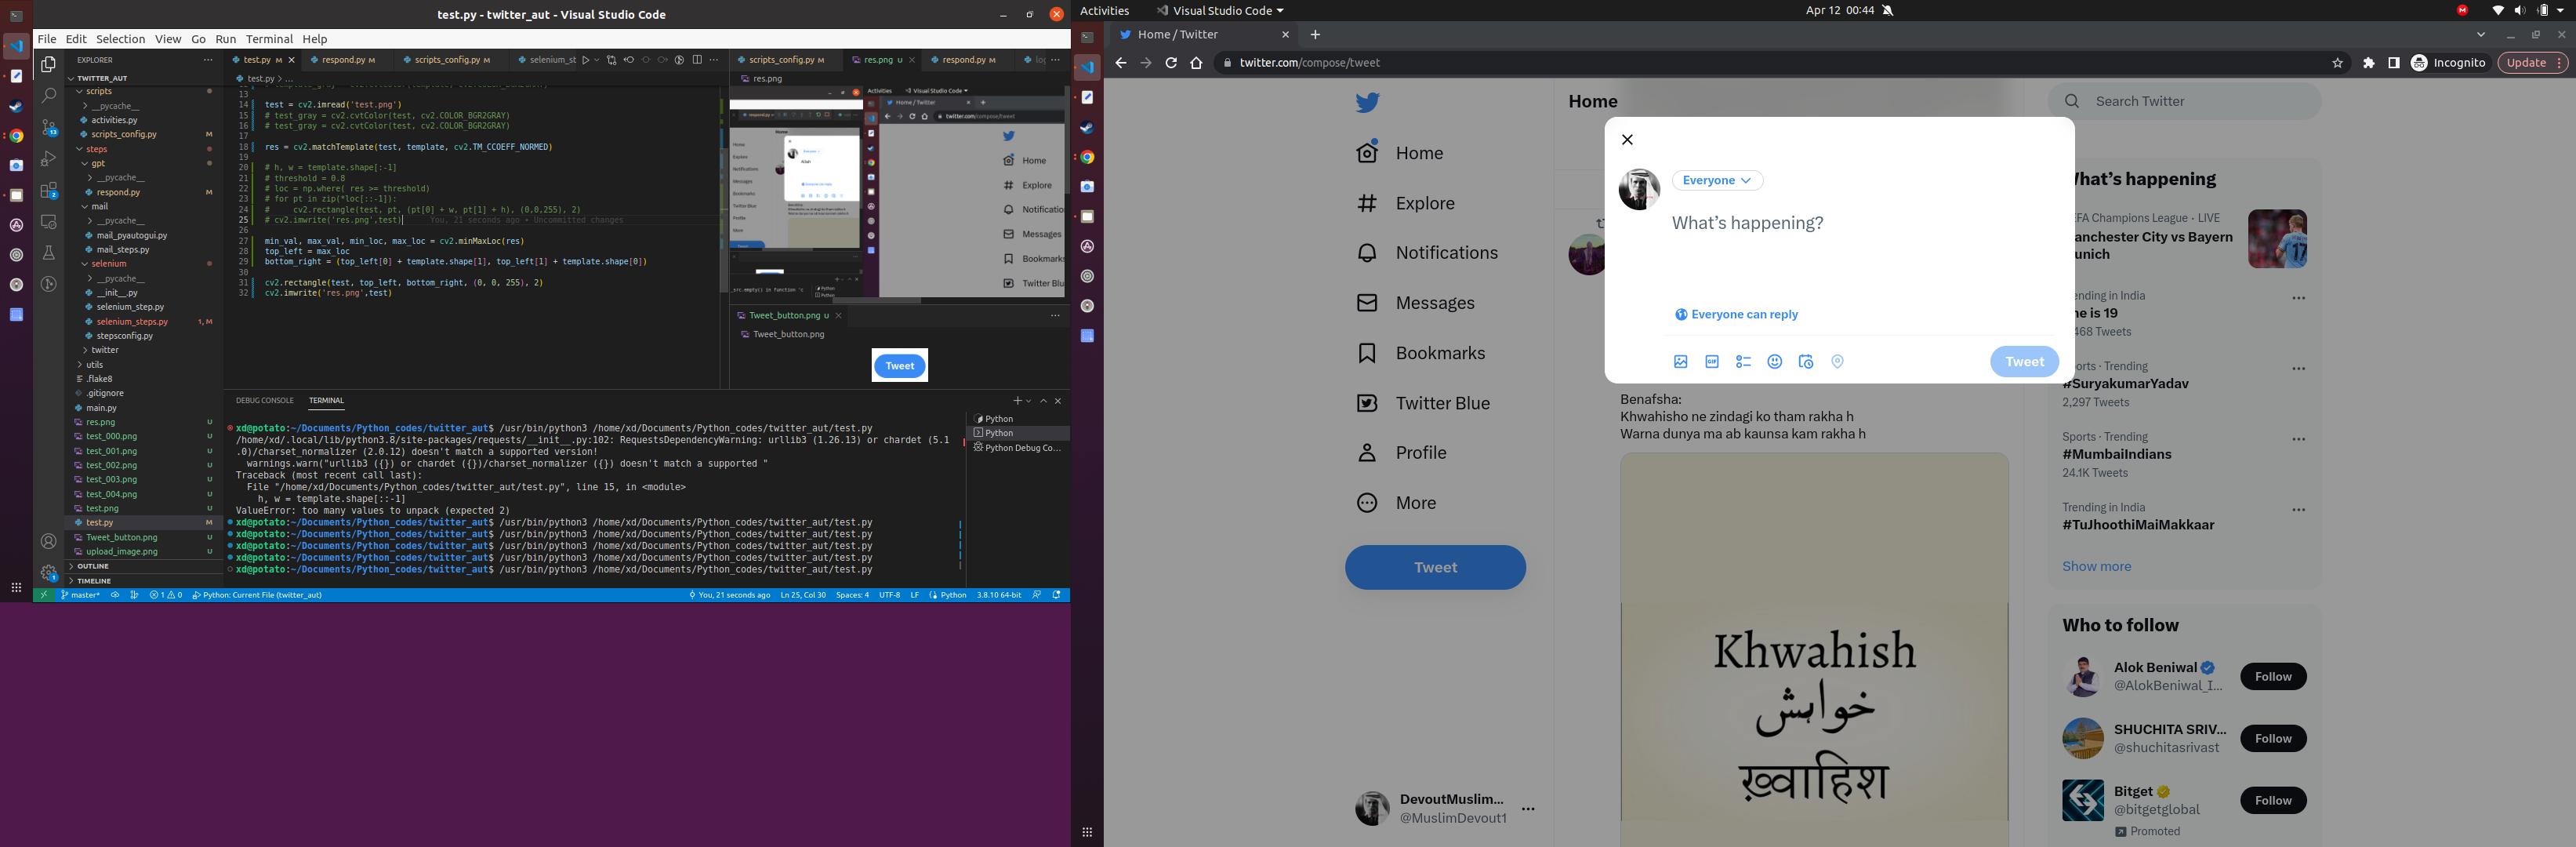 test.py - twitter_aut - Visual Studio Code
File Edit Selection View Go Run Terminal Help
EXPLORER
TWITTER_AUT
scripts
__pycache__
activities.py
scripts_config.py M
steps
gpt
__pycache__
respond.py M
mail
__pycache__
mail_pyautogui.py
mail_steps.py
selenium
__pycache__
__init__.py
selenium_step.py
selenium_steps.py 1, M
stepsconfig.py
twitter
utils
.flake8
.gitignore
main.py
res.png U
test_000.png U
test_001.png U
test_002.png U
test_003.png U
test_004.png U
test.png U
test.py M
Tweet_button.png U
upload_image.png U
OUTLINE
TIMELINE
test.py M respond.py M scripts_config.py M selenium_st
test.py > ...
13
14 test = cv2.imread('test.png')
15 # test_gray = cv2.cvtColor(test, cv2.COLOR_BGR2GRAY)
16 # test_gray = cv2.cvtColor(test, cv2.COLOR_BGR2GRAY)
17
18 res = cv2.matchTemplate(test, template, cv2.TM_CCOEFF_NORMED)
19
20 # h, w = template.shape[:-1]
21 # threshold = 0.8
22 # loc = np.where( res >= threshold)
23 # for pt in zip(*loc[::-1]):
24 #     cv2.rectangle(test, pt, (pt[0] + w, pt[1] + h), (0,0,255), 2)
25 # cv2.imwrite('res.png',test) You, 21 seconds ago • Uncommitted changes
26
27 min_val, max_val, min_loc, max_loc = cv2.minMaxLoc(res)
28 top_left = max_loc
29 bottom_right = (top_left[0] + template.shape[1], top_left[1] + template.shape[0])
30
31 cv2.rectangle(test, top_left, bottom_right, (0, 0, 255), 2)
32 cv2.imwrite('res.png',test)
scripts_config.py M res.png U respond.py M
res.png
Activities Visual Studio Code
Home / Twitter
twitter.com/compose/tweet
Home
Explore
Notificatio
Messages
Bookmarks
Twitter Blu
Tweet_button.png U
Tweet_button.png
Tweet
DEBUG CONSOLE TERMINAL
Python
Python
Python Debug Co...
xd@potato:~/Documents/Python_codes/twitter_aut$ /usr/bin/python3 /home/xd/Documents/Python_codes/twitter_aut/test.py
/home/xd/.local/lib/python3.8/site-packages/requests/__init__.py:102: RequestsDependencyWarning: urllib3 (1.26.13) or chardet (5.1
.0)/charset_normalizer (2.0.12) doesn't match a supported version!
warnings.warn("urllib3 ({}) or chardet ({})/charset_normalizer ({}) doesn't match a supported "
Traceback (most recent call last):
File "/home/xd/Documents/Python_codes/twitter_aut/test.py", line 15, in <module>
h, w = template.shape[::-1]
ValueError: too many values to unpack (expected 2)
xd@potato:~/Documents/Python_codes/twitter_aut$ /usr/bin/python3 /home/xd/Documents/Python_codes/twitter_aut/test.py
xd@potato:~/Documents/Python_codes/twitter_aut$ /usr/bin/python3 /home/xd/Documents/Python_codes/twitter_aut/test.py
xd@potato:~/Documents/Python_codes/twitter_aut$ /usr/bin/python3 /home/xd/Documents/Python_codes/twitter_aut/test.py
xd@potato:~/Documents/Python_codes/twitter_aut$ /usr/bin/python3 /home/xd/Documents/Python_codes/twitter_aut/test.py
xd@potato:~/Documents/Python_codes/twitter_aut$ /usr/bin/python3 /home/xd/Documents/Python_codes/twitter_aut/test.py
master* 1 0 Python: Current File (twitter_aut) You, 21 seconds ago Ln 25, Col 30 Spaces: 4 UTF-8 LF Python 3.8.10 64-bit
Activities Visual Studio Code Apr 12 00:44
Home / Twitter
twitter.com/compose/tweet Incognito Update
Home
Explore
Notifications
Messages
Bookmarks
Twitter Blue
Profile
More
Tweet
DevoutMuslim...
@MuslimDevout1
Home
Everyone
What's happening?
Everyone can reply
GIF
Tweet
Benafsha:
Khwahisho ne zindagi ko tham rakha h
Warna dunya ma ab kaunsa kam rakha h
Khwahish
خواہش
ख़्वाहिश
Search Twitter
hat's happening
EFA Champions League · LIVE
anchester City vs Bayern
unich
ending in India
ne is 19
468 Tweets
orts · Trending
#SuryakumarYadav
2,297 Tweets
Sports · Trending
#MumbaiIndians
24.1K Tweets
Trending in India
#TuJhoothiMaiMakkaar
Show more
Who to follow
Alok Beniwal
@AlokBeniwal_I...
Follow
SHUCHITA SRIV...
@shuchitasrivast
Follow
Bitget
@bitgetglobal
Promoted
Follow